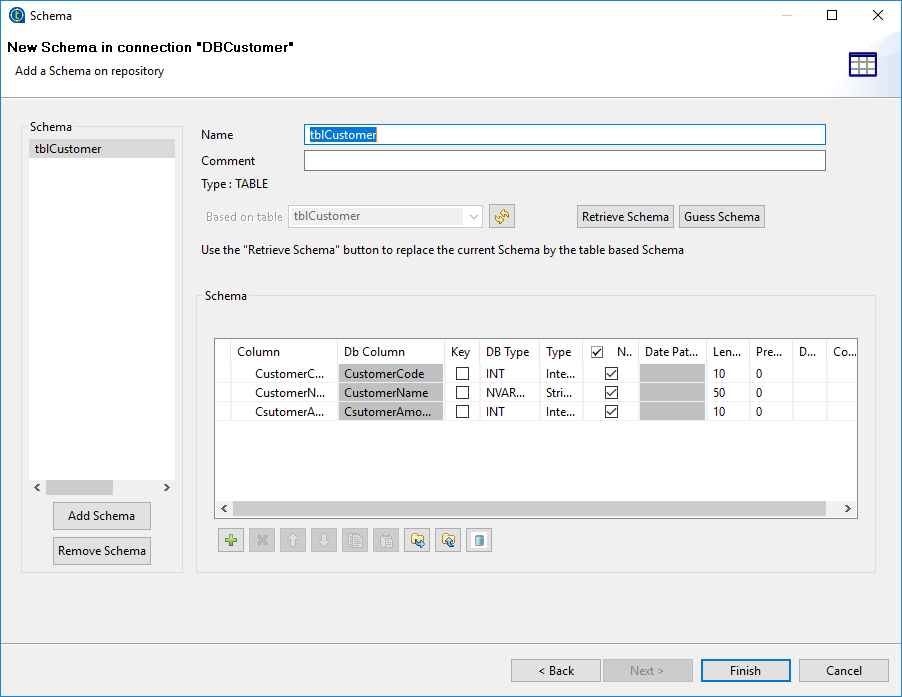 Schema
New Schema in connection "DBCustomer"
Add a Schema on repository
Schema
tblCustomer
Add Schema
Remove Schema
Name tblCustomer
Comment
Type : TABLE
Based on table tblCustomer Retrieve Schema Guess Schema
Use the "Retrieve Schema" button to replace the current Schema by the table based Schema
Schema
Column Db Column Key DB Type Type N.. Date Pat... Len... Pre... D... Co...
CustomerC... CustomerCode INT Inte... 10 0
CustomerN... CustomerName NVAR... Stri... 50 0
CsutomerA... CsutomerAmo... INT Inte... 10 0
< Back Next > Finish Cancel